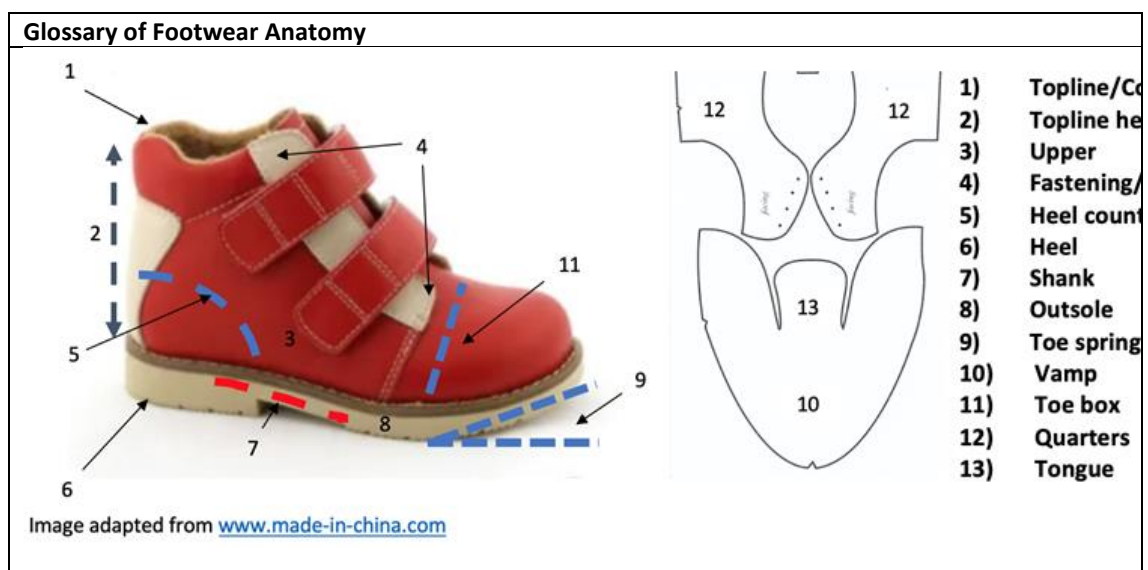 Glossary of Footwear Anatomy
1
2
3
4
5
6
7
8
9
11
12
12
facing
facing
13
10
1) Topline/Co
2) Topline he
3) Upper
4) Fastening/
5) Heel count
6) Heel
7) Shank
8) Outsole
9) Toe spring
10) Vamp
11) Toe box
12) Quarters
13) Tongue
Image adapted from www.made-in-china.com